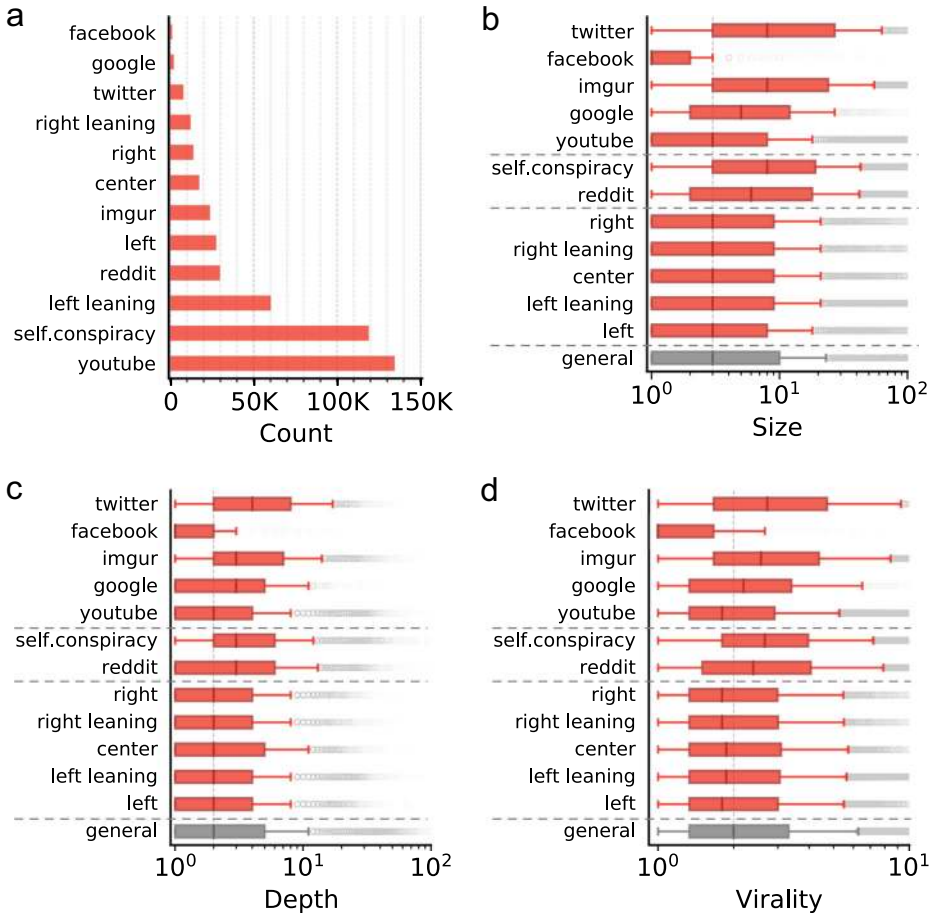 a
facebook
google
twitter
right leaning
right
center
imgur
left
reddit
left leaning
self.conspiracy
youtube
0 50K 100K 150K
Count
b
twitter
facebook
imgur
google
youtube
self.conspiracy
reddit
right
right leaning
center
left leaning
left
general
10^0 10^1 10^2
Size
c
twitter
facebook
imgur
google
youtube
self.conspiracy
reddit
right
right leaning
center
left leaning
left
general
10^0 10^1 10^2
Depth
d
twitter
facebook
imgur
google
youtube
self.conspiracy
reddit
right
right leaning
center
left leaning
left
general
10^0 10^1
Virality